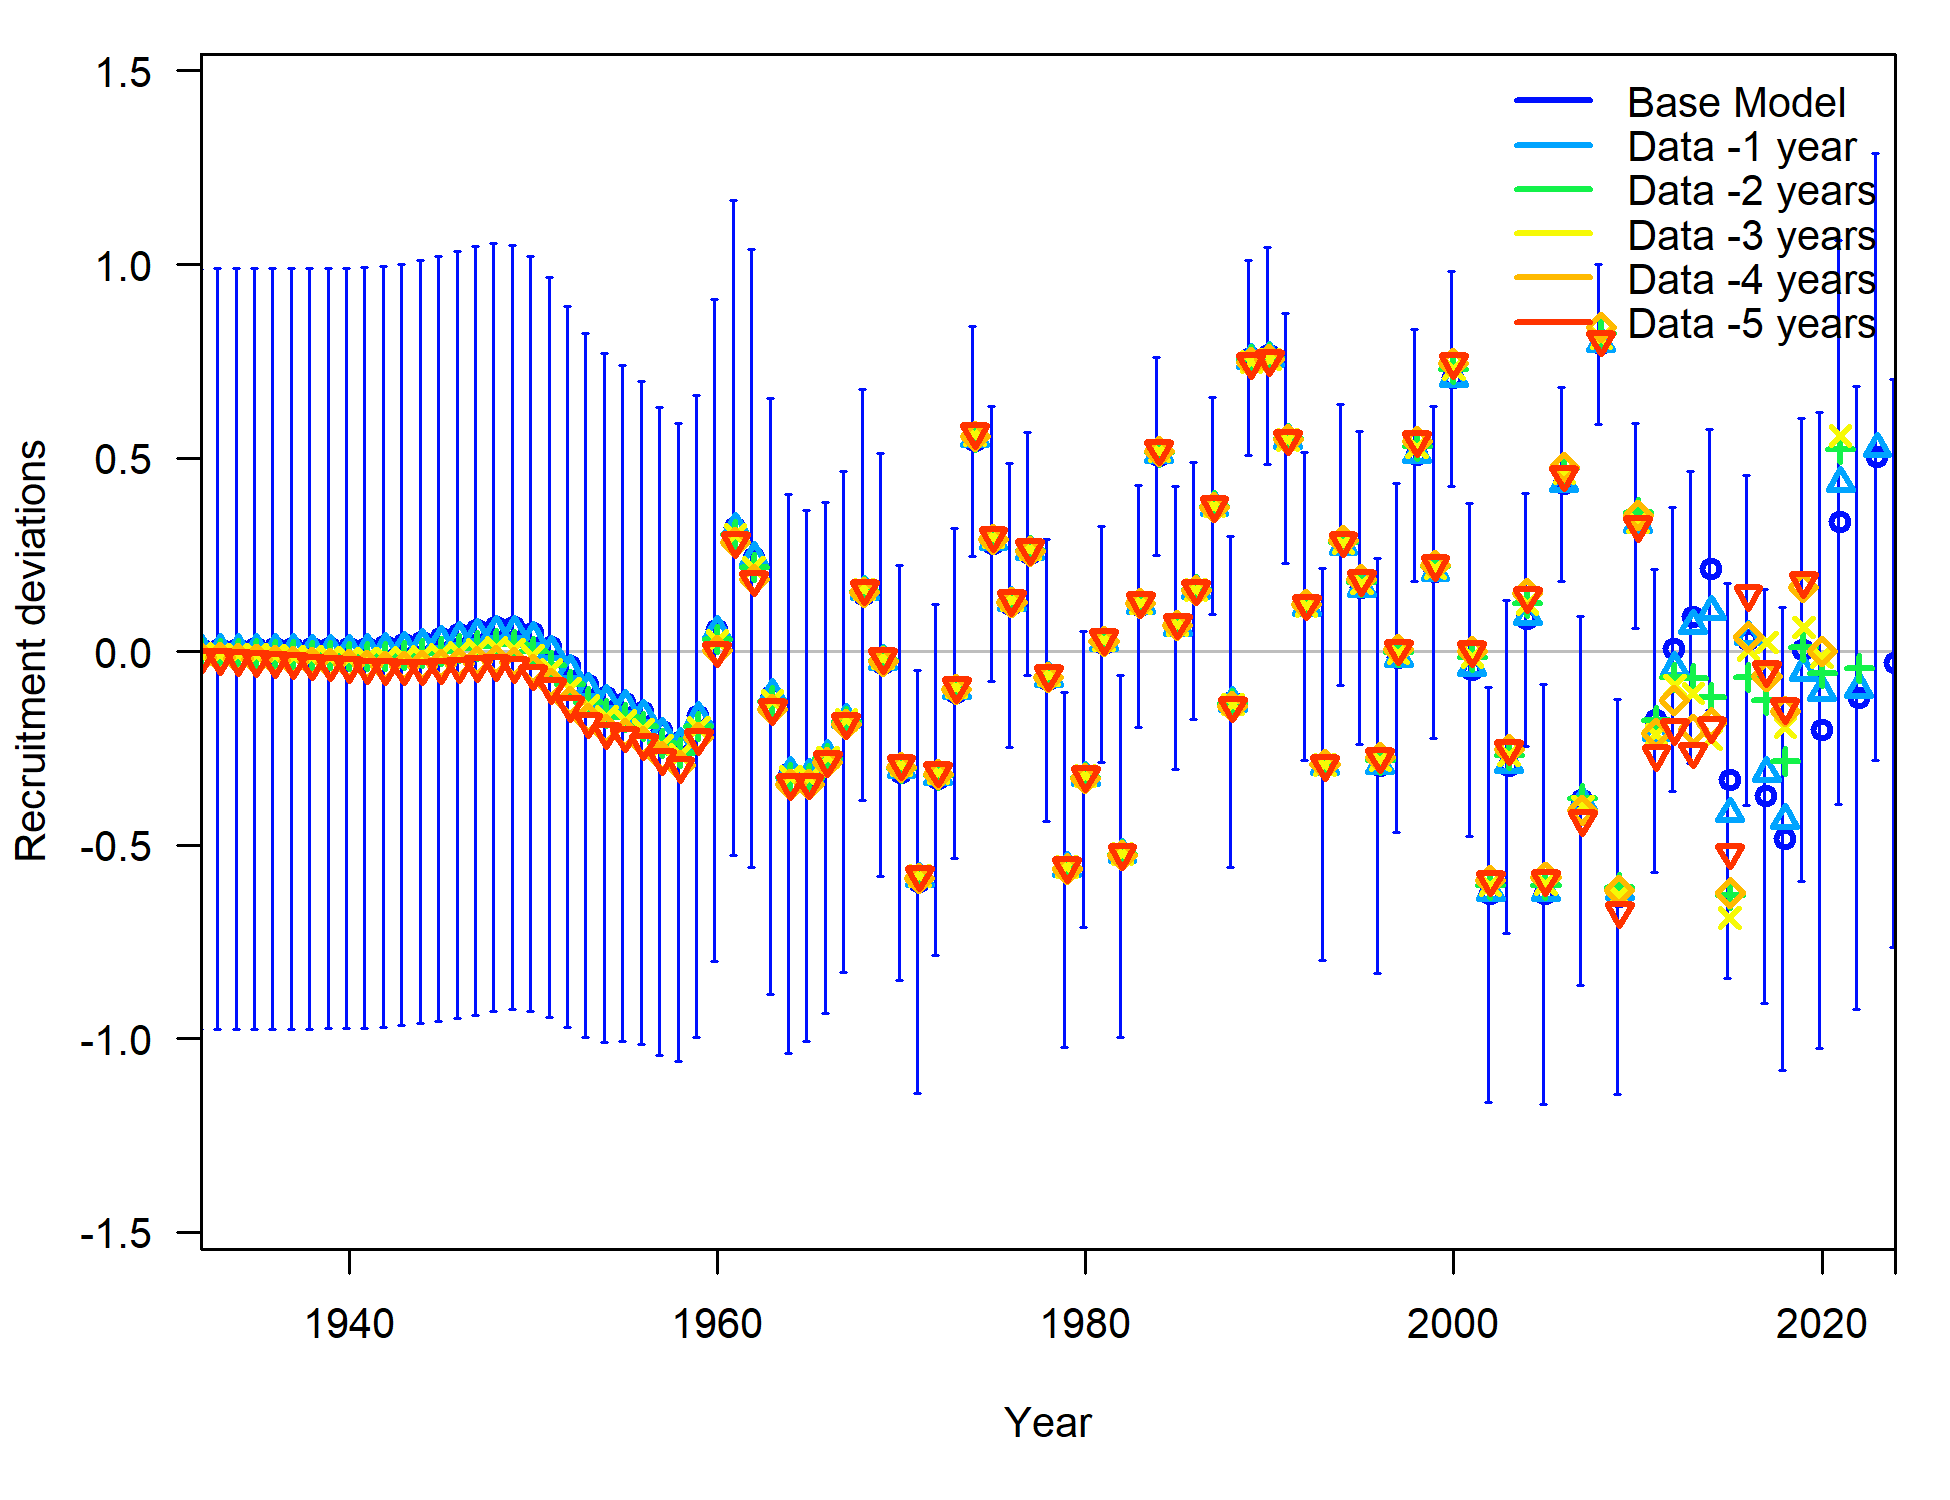 1.5
1.0
0.5
0.0
-0.5
-1.0
-1.5
Recruitment deviations
Base Model
Data -1 year
Data -2 years
Data -3 years
Data -4 years
Data -5 years
1940 1960 1980 2000 2020
Year